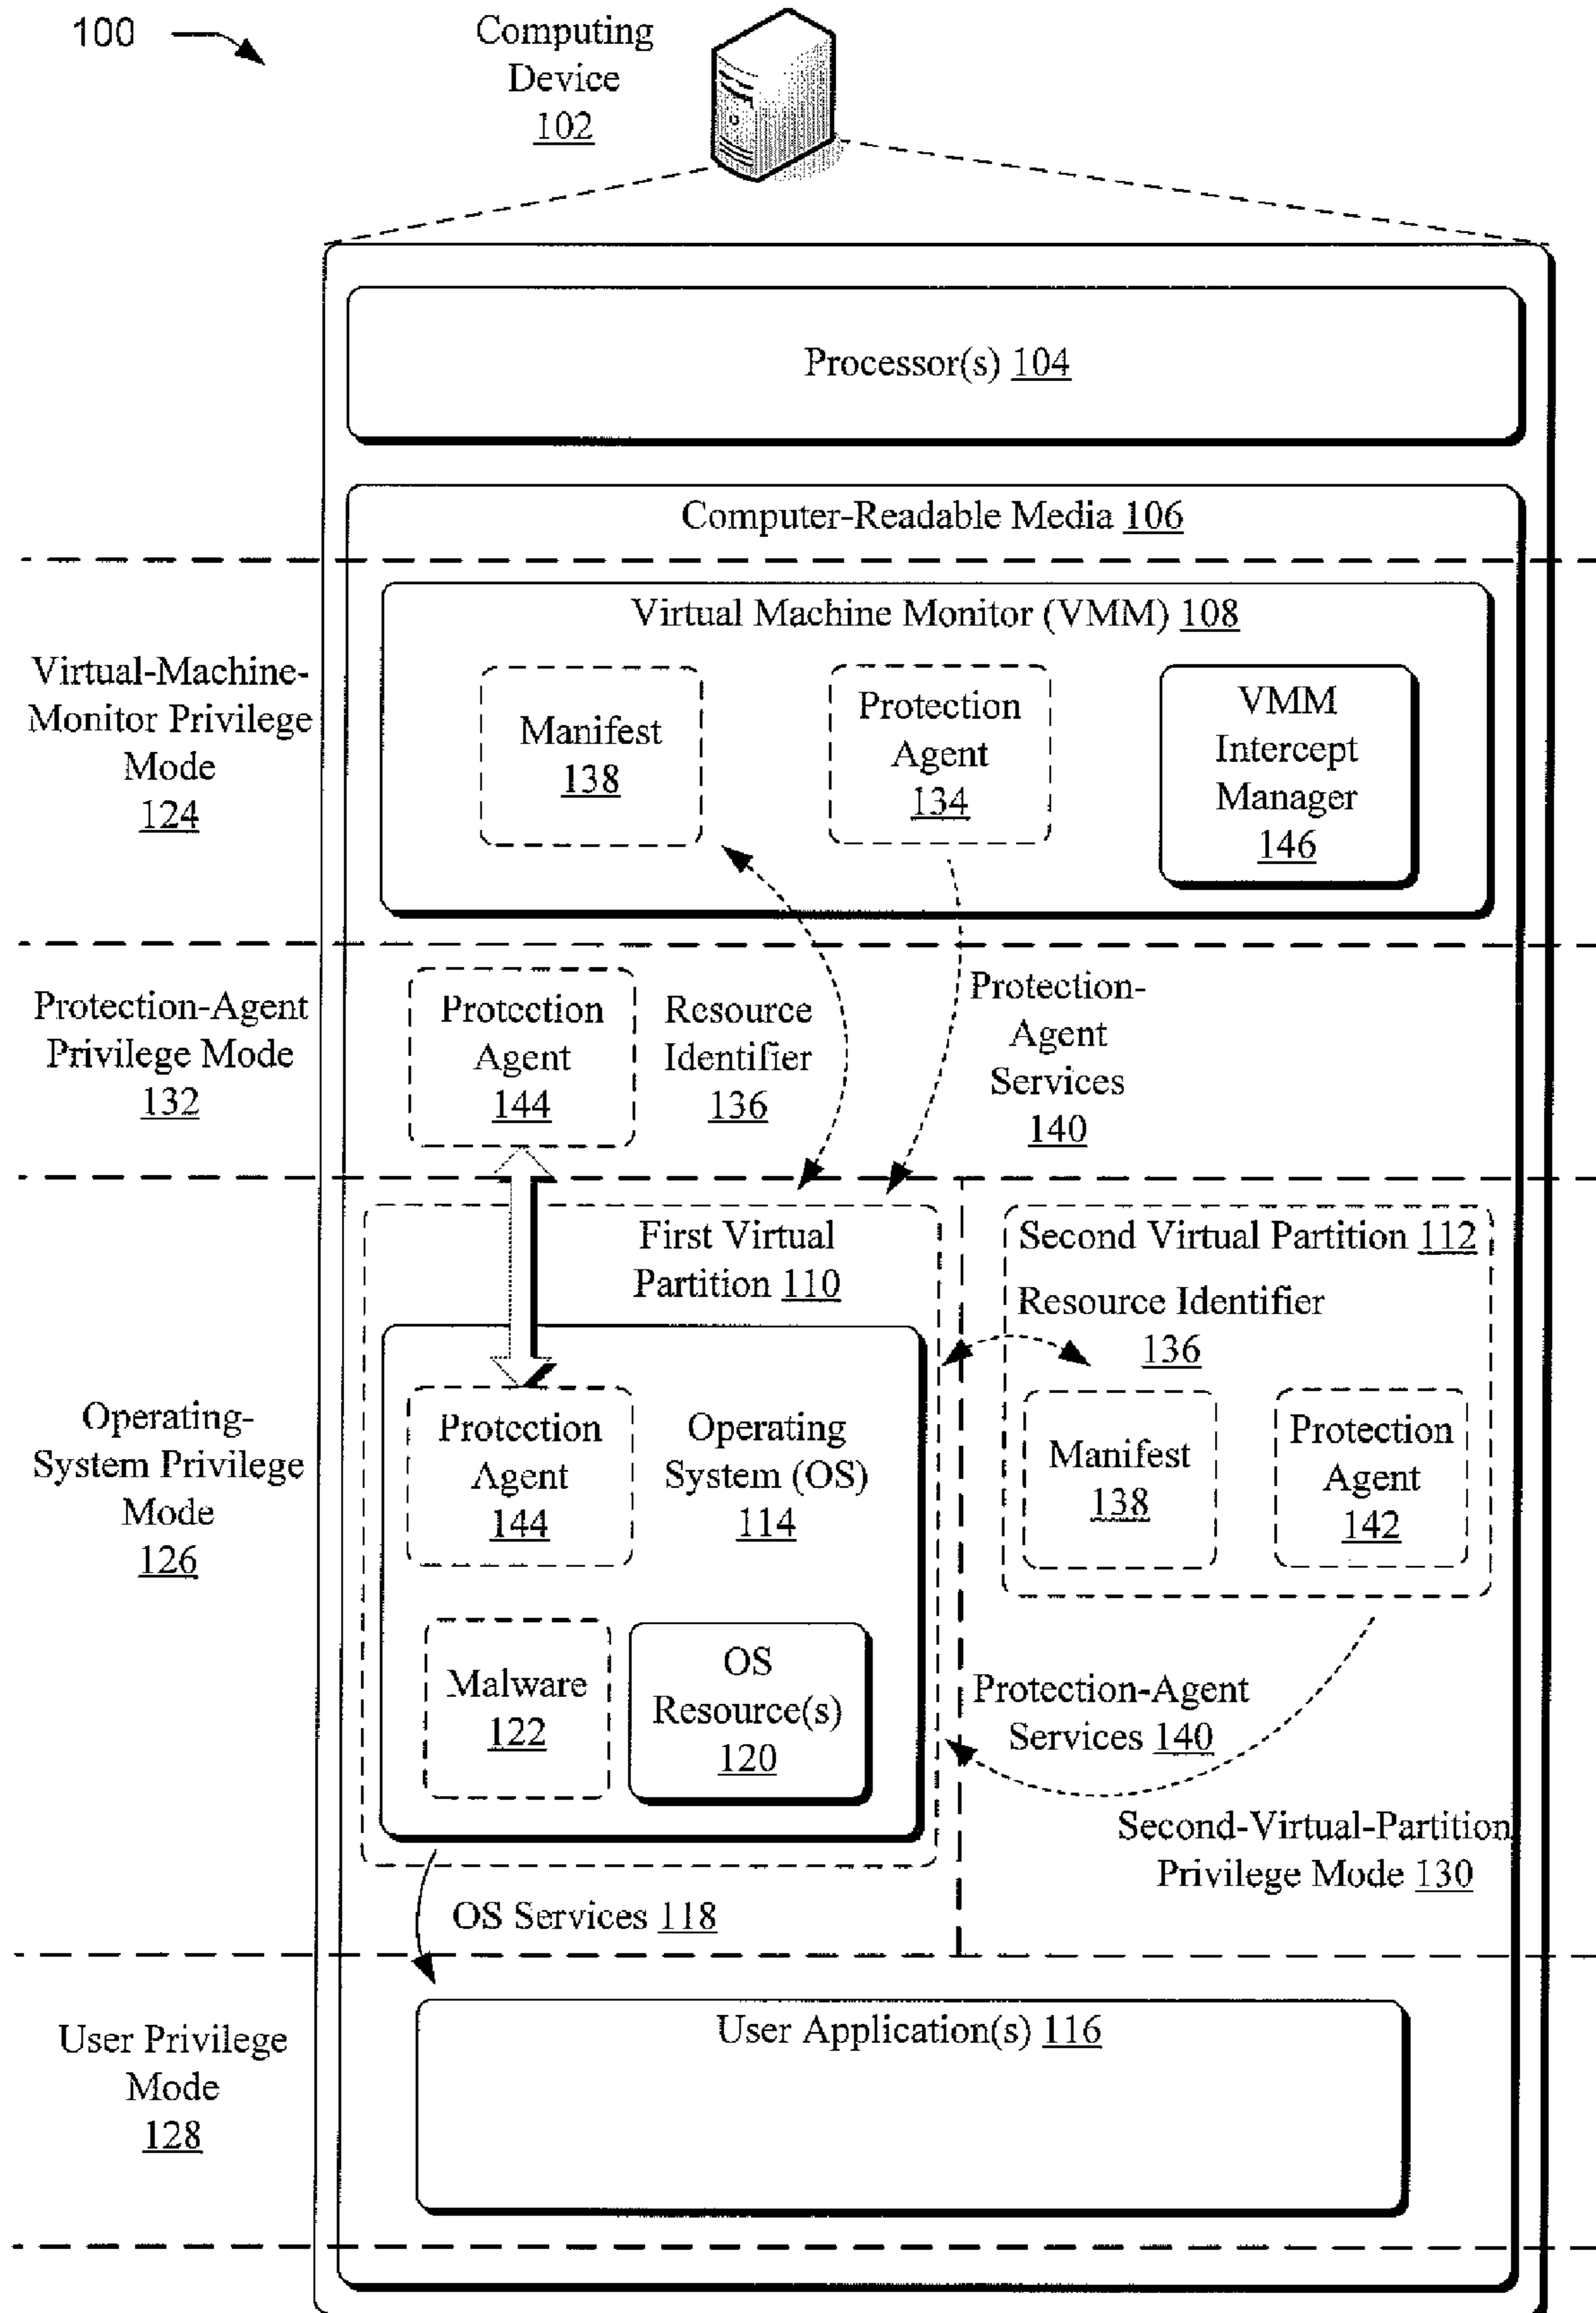 100
Computing
Device
102
Processor(s) 104
Computer-Readable Media 106
Virtual-Machine-
Monitor Privilege
Mode
124
Virtual Machine Monitor (VMM) 108
Manifest
138
Protection
Agent
134
VMM
Intercept
Manager
146
Protection-Agent
Privilege Mode
132
Protection
Agent
144
Resource
Identifier
136
Protection-
Agent
Services
140
Operating-
System Privilege
Mode
126
First Virtual
Partition 110
Protection
Agent
144
Operating
System (OS)
114
Malware
122
OS
Resource(s)
120
Second Virtual Partition 112
Resource Identifier
136
Manifest
138
Protection
Agent
142
Protection-Agent
Services 140
Second-Virtual-Partition
Privilege Mode 130
OS Services 118
User Privilege
Mode
128
User Application(s) 116